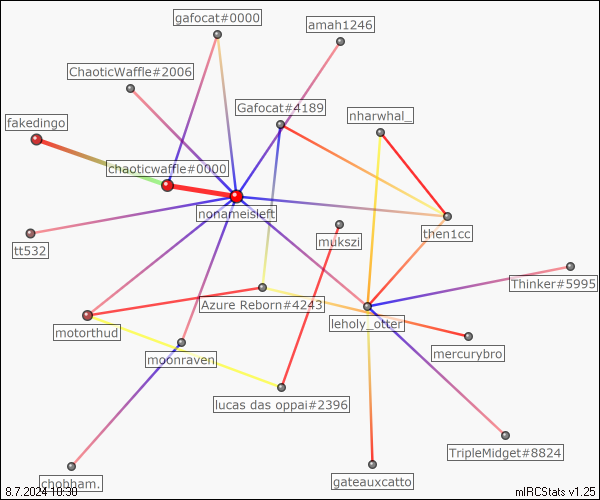 gafocat#0000
amah1246
ChaoticWaffle#2006
Gafocat#4189
nharwhal_
fakedingo
chaoticwaffle#0000
nonameisleft
then1cc
mukszi
tt532
Thinker#5995
Azure Reborn#4243
leholy_otter
motorthud
mercurybro
moonraven
lucas das oppai#2396
TripleMidget#8824
chobham.
gateauxcatto
8.7.2024 10:30
mIRCStats v1.25